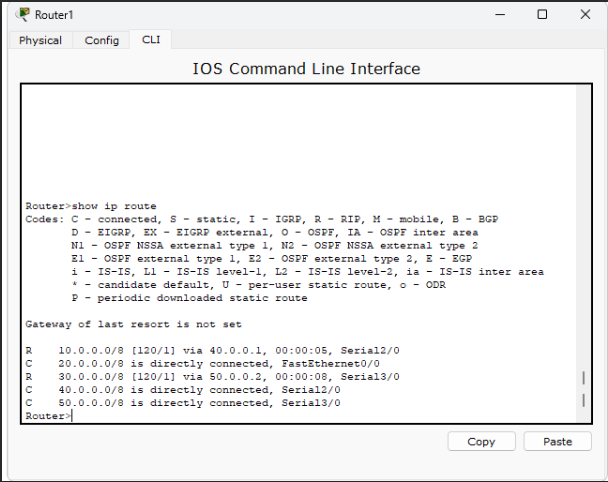 Router1
Physical Config CLI
IOS Command Line Interface
Router>show ip route
Codes: C - connected, S - static, I - IGRP, R - RIP, M - mobile, B - BGP
D - EIGRP, EX - EIGRP external, O - OSPF, IA - OSPF inter area
N1 - OSPF NSSA external type 1, N2 - OSPF NSSA external type 2
E1 - OSPF external type 1, E2 - OSPF external type 2, E - EGP
i - IS-IS, L1 - IS-IS level-1, L2 - IS-IS level-2, ia - IS-IS inter area
* - candidate default, U - per-user static route, o - ODR
P - periodic downloaded static route
Gateway of last resort is not set
R 10.0.0.0/8 [120/1] via 40.0.0.1, 00:00:05, Serial2/0
C 20.0.0.0/8 is directly connected, FastEthernet0/0
R 30.0.0.0/8 [120/1] via 50.0.0.2, 00:00:08, Serial3/0
C 40.0.0.0/8 is directly connected, Serial2/0
C 50.0.0.0/8 is directly connected, Serial3/0
Router>
Copy Paste